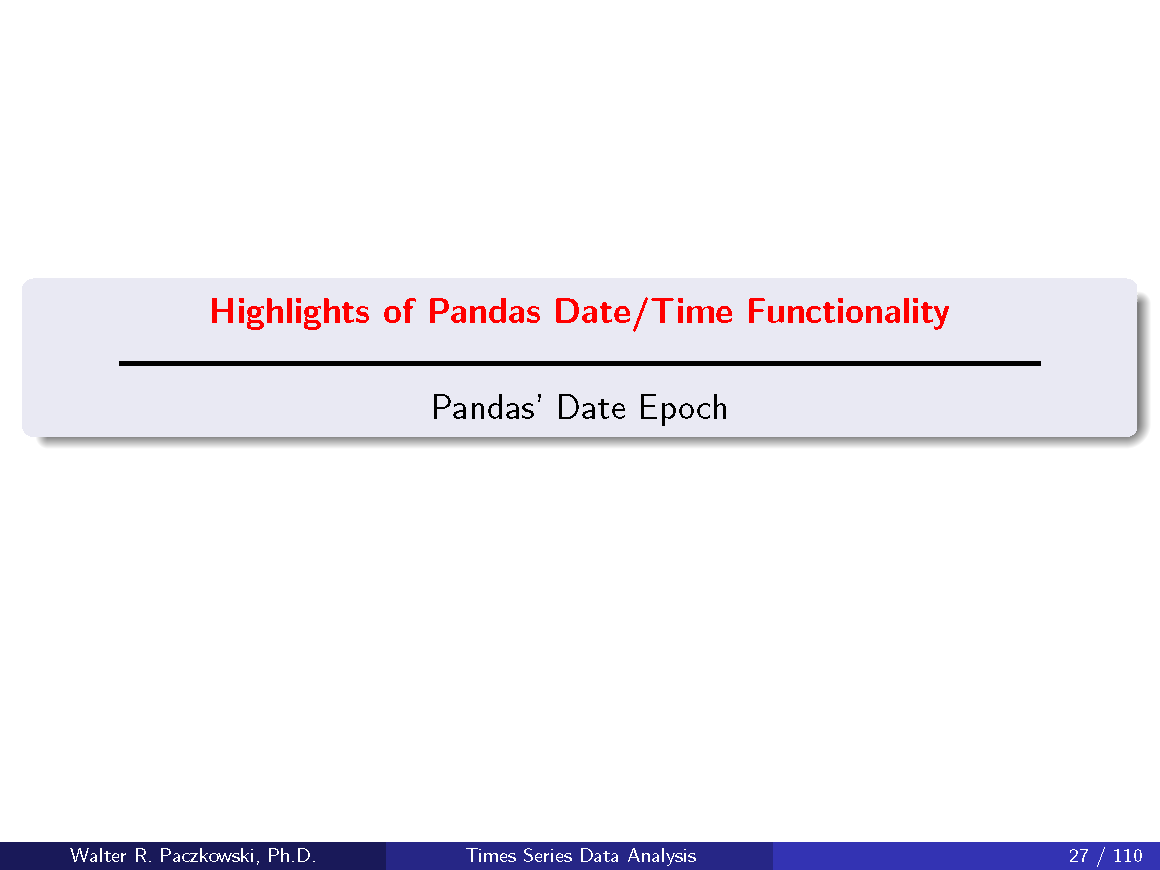 Highlights of Pandas Date/Time Functionality
Pandas' Date Epoch
Walter R. Paczkowski, Ph.D.
Times Series Data Analysis
27 / 110